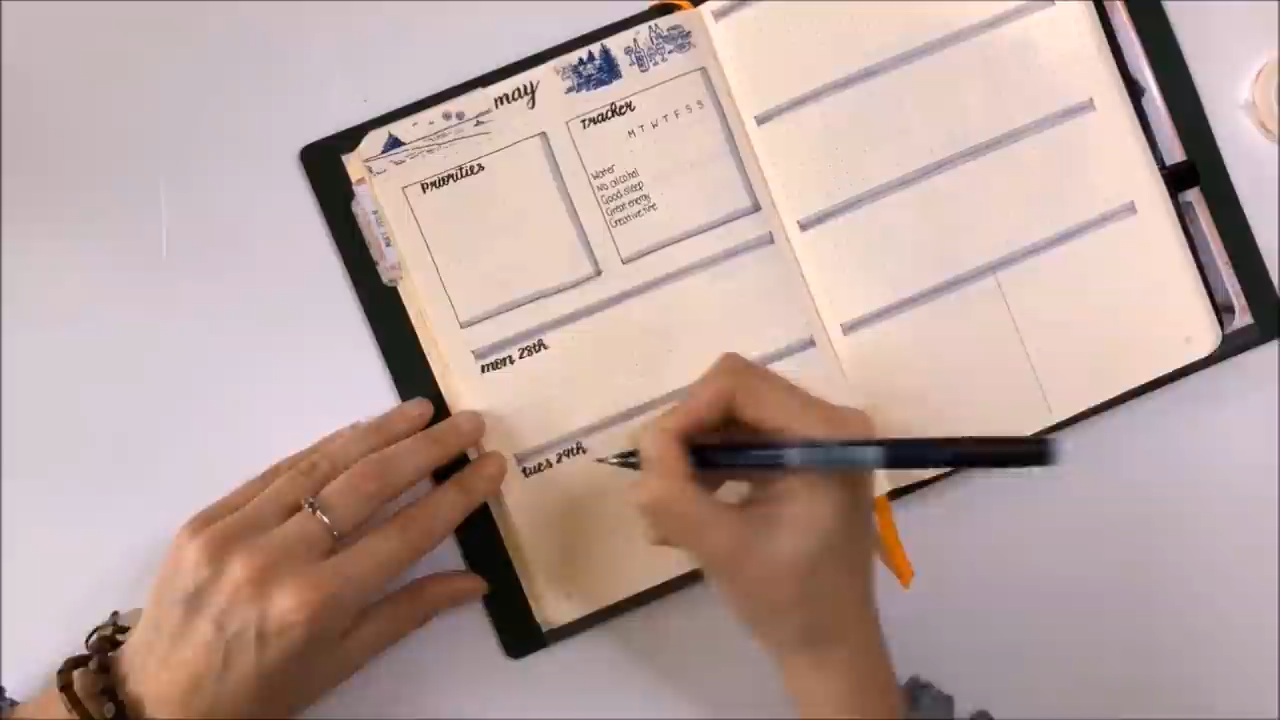 may
Priorities
Tracker
M T W T F S S
Water
No alcohol
Good sleep
Great energy
Creative time
mon 28th
tues 29th